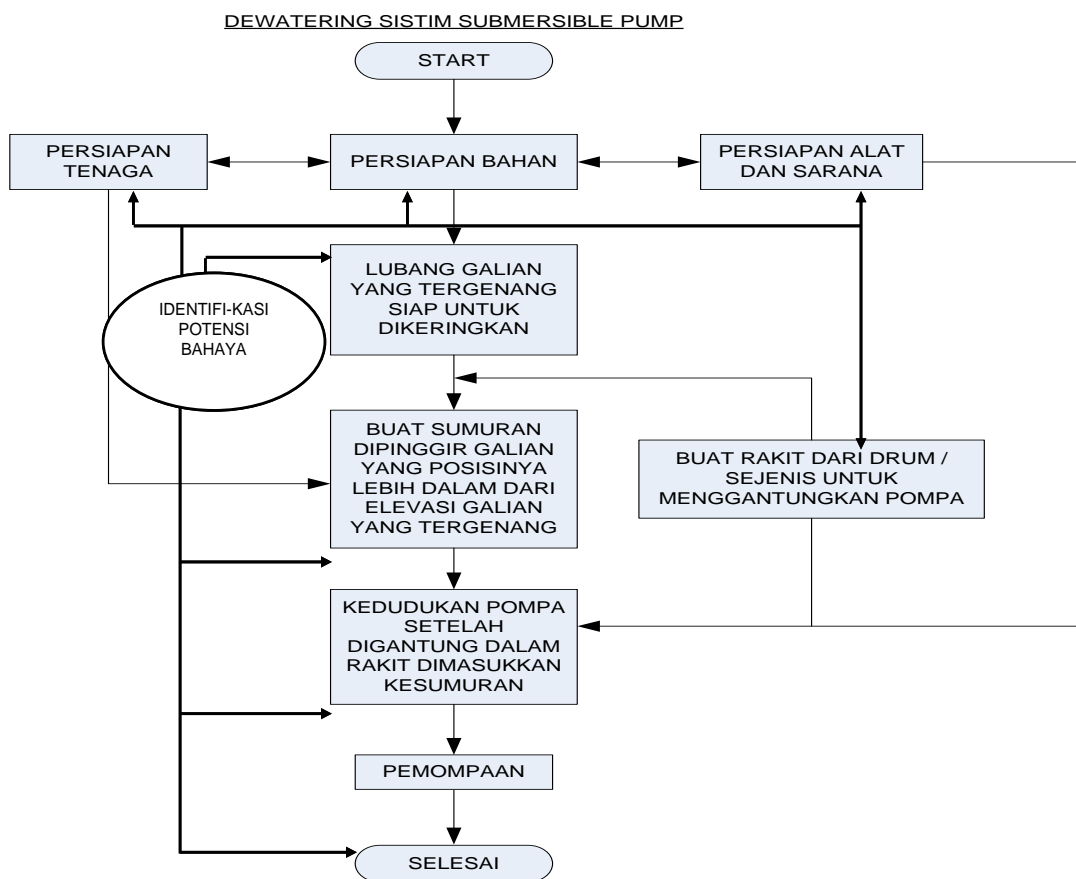 DEWATERING SISTIM SUBMERSIBLE PUMP
START
PERSIAPAN
TENAGA
PERSIAPAN BAHAN
PERSIAPAN ALAT
DAN SARANA
LUBANG GALIAN
YANG TERGENANG
SIAP UNTUK
DIKERINGKAN
IDENTIFI-KASI
POTENSI
BAHAYA
BUAT SUMURAN
DIPINGGIR GALIAN
YANG POSISINYA
LEBIH DALAM DARI
ELEVASI GALIAN
YANG TERGENANG
BUAT RAKIT DARI DRUM /
SEJENIS UNTUK
MENGGANTUNGKAN POMPA
KEDUDUKAN POMPA
SETELAH
DIGANTUNG DALAM
RAKIT DIMASUKKAN
KESUMURAN
PEMOMPAAN
SELESAI